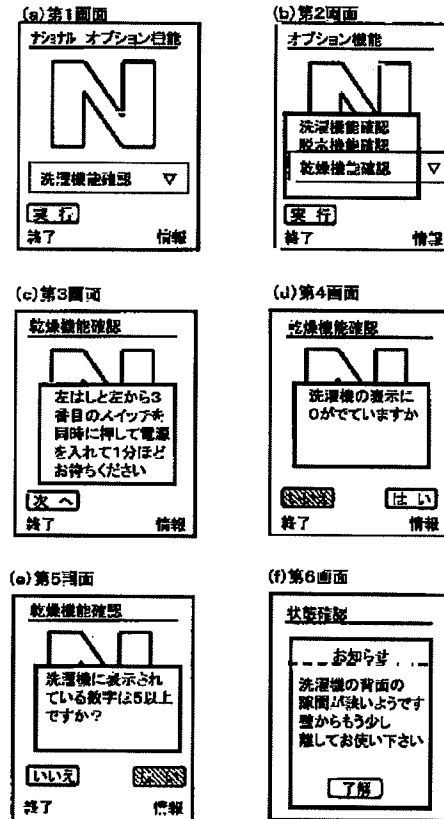 (a)第1画面
ナショナル オプション機能
N
洗濯機能確認 ▽
実 行
終了 情報
(b)第2画面
オプション機能
洗濯機能確認
脱水機能確認
乾燥機能確認 ▽
実 行
終了 情報
(c)第3画面
乾燥機能確認
左はしと左から3
番目のスイッチを
同時に押して電源
を入れて1分ほど
お待ちください
次 へ
終了 情報
(d)第4画面
乾燥機能確認
洗濯機の表示に
0がでていますか
は い
終了 情報
(e)第5画面
乾燥機能確認
洗濯機に表示され
ている数字は5以上
ですか?
いいえ
終了 情報
(f)第6画面
状態確認
お知らせ
洗濯機の背面の
隙間が狭いようです
壁からもう少し
離してお使い下さい
了解